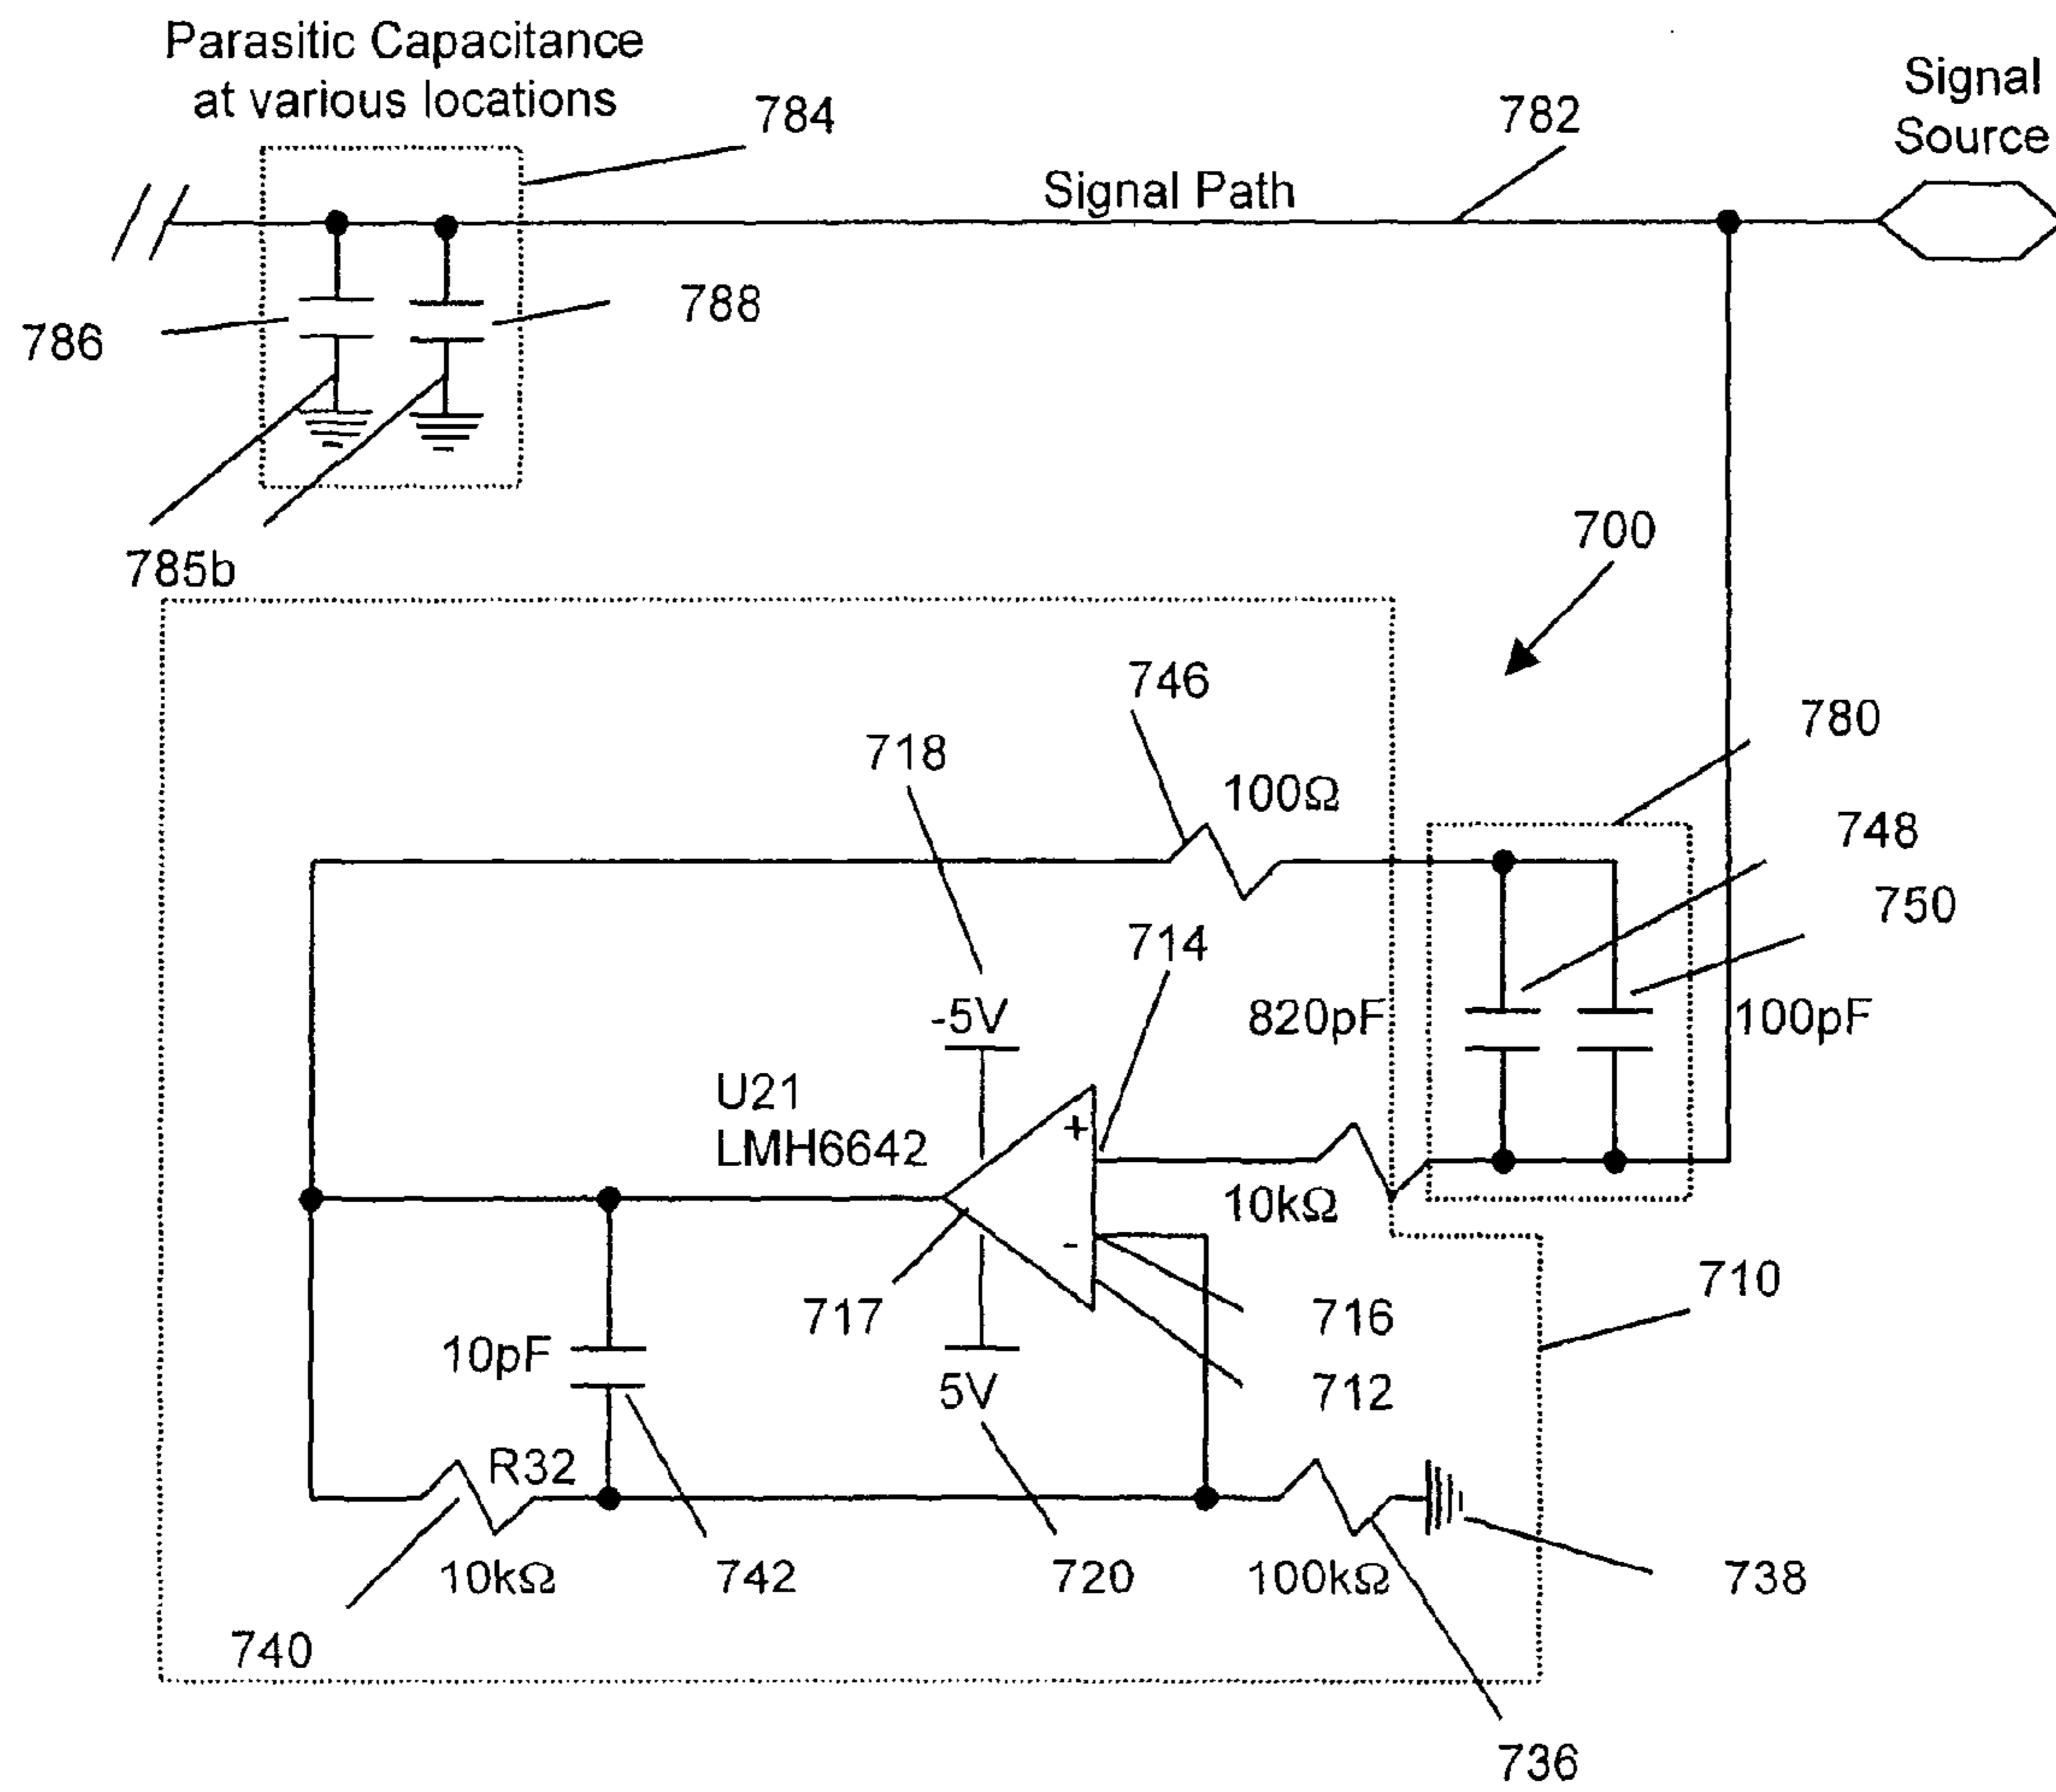 Parasitic Capacitance
at various locations
784
782
Signal
Source
Signal Path
786
788
785b
700
746
780
718
100Ω
748
750
714
-5V
820pF
100pF
U21
LMH6642
+
10kΩ
-
717
716
710
10pF
5V
712
R32
10kΩ
742
720
100kΩ
738
740
736